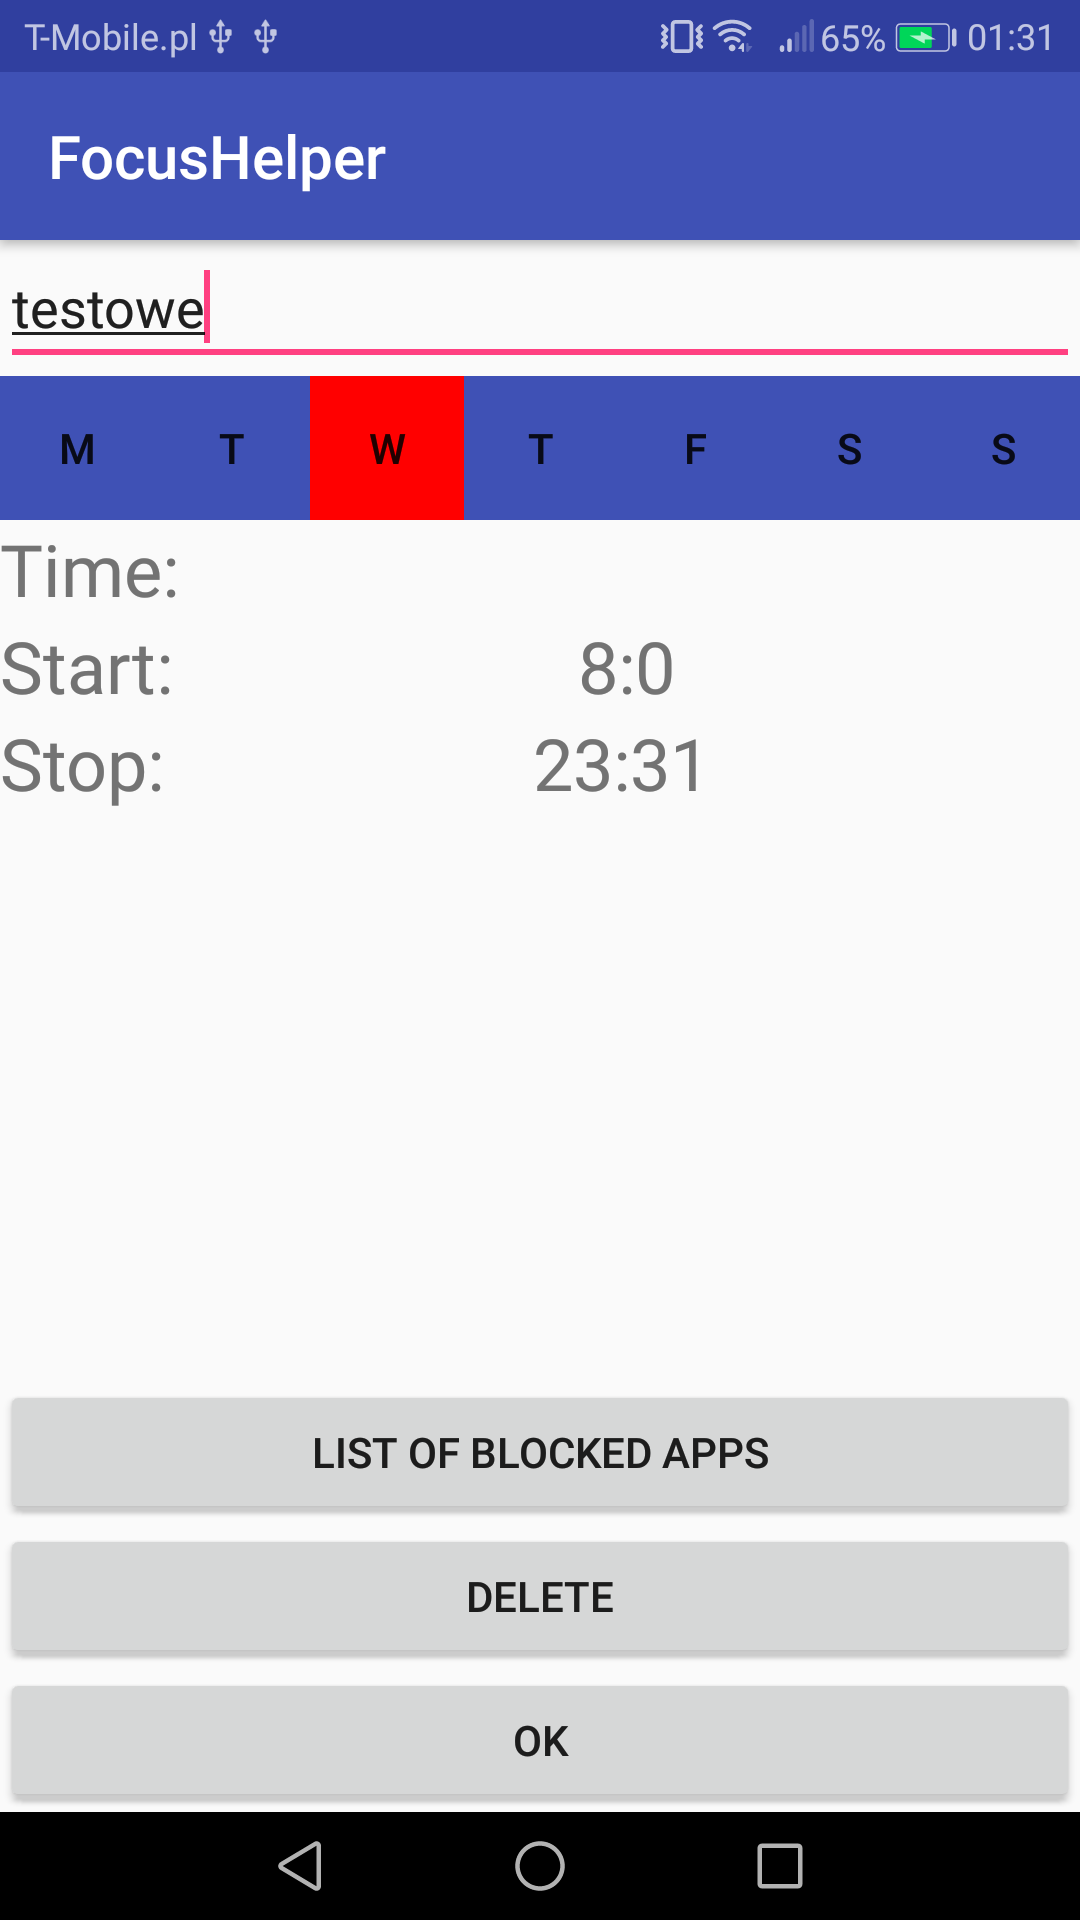 T-Mobile.pl 65% 01:31
FocusHelper
testowe
M T W T F S S
Time:
Start: 8:0
Stop: 23:31
LIST OF BLOCKED APPS
DELETE
OK